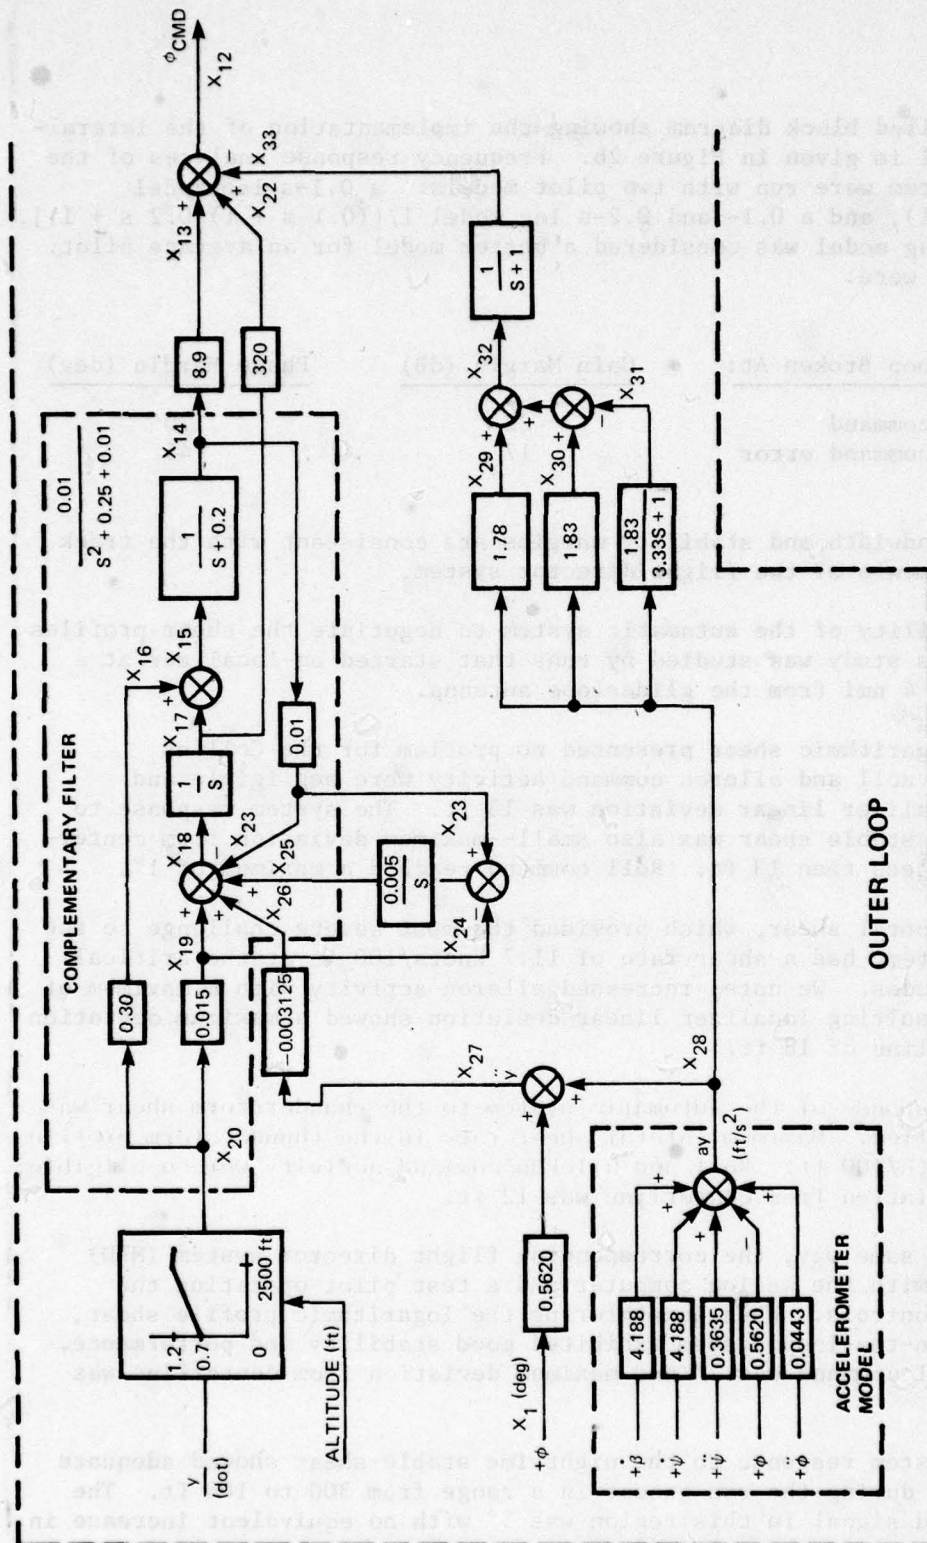 φCMD
X12
X13
+
X33
+
X22
+
8.9
320
1
S + 1
X32
X14
0.01
S² + 0.25 + 0.01
COMPLEMENTARY FILTER
1
S + 0.2
X29
+
+
X30
+
X31
−
1.78
1.83
1.83
3.33S + 1
X16
+
X15
X17
+
0.01
1
S
0.30
0.015
X18
X23
X25
X19
+
+
+
X26
0.005
S
X24
−
X23
+
−0.003125
X20
X27
ÿ
+
+
X28
OUTER LOOP
1.21
0.7
0
+
2500 ft
ALTITUDE (ft)
y
(dot)
X1 (deg)
+φ
0.5620
ay
(ft/s²)
+
+
+
−
+
+β
+ψ
+ψ
+φ
+φ
5.188
5.188
0.3695
0.5620
0.0443
ACCELEROMETER
MODEL